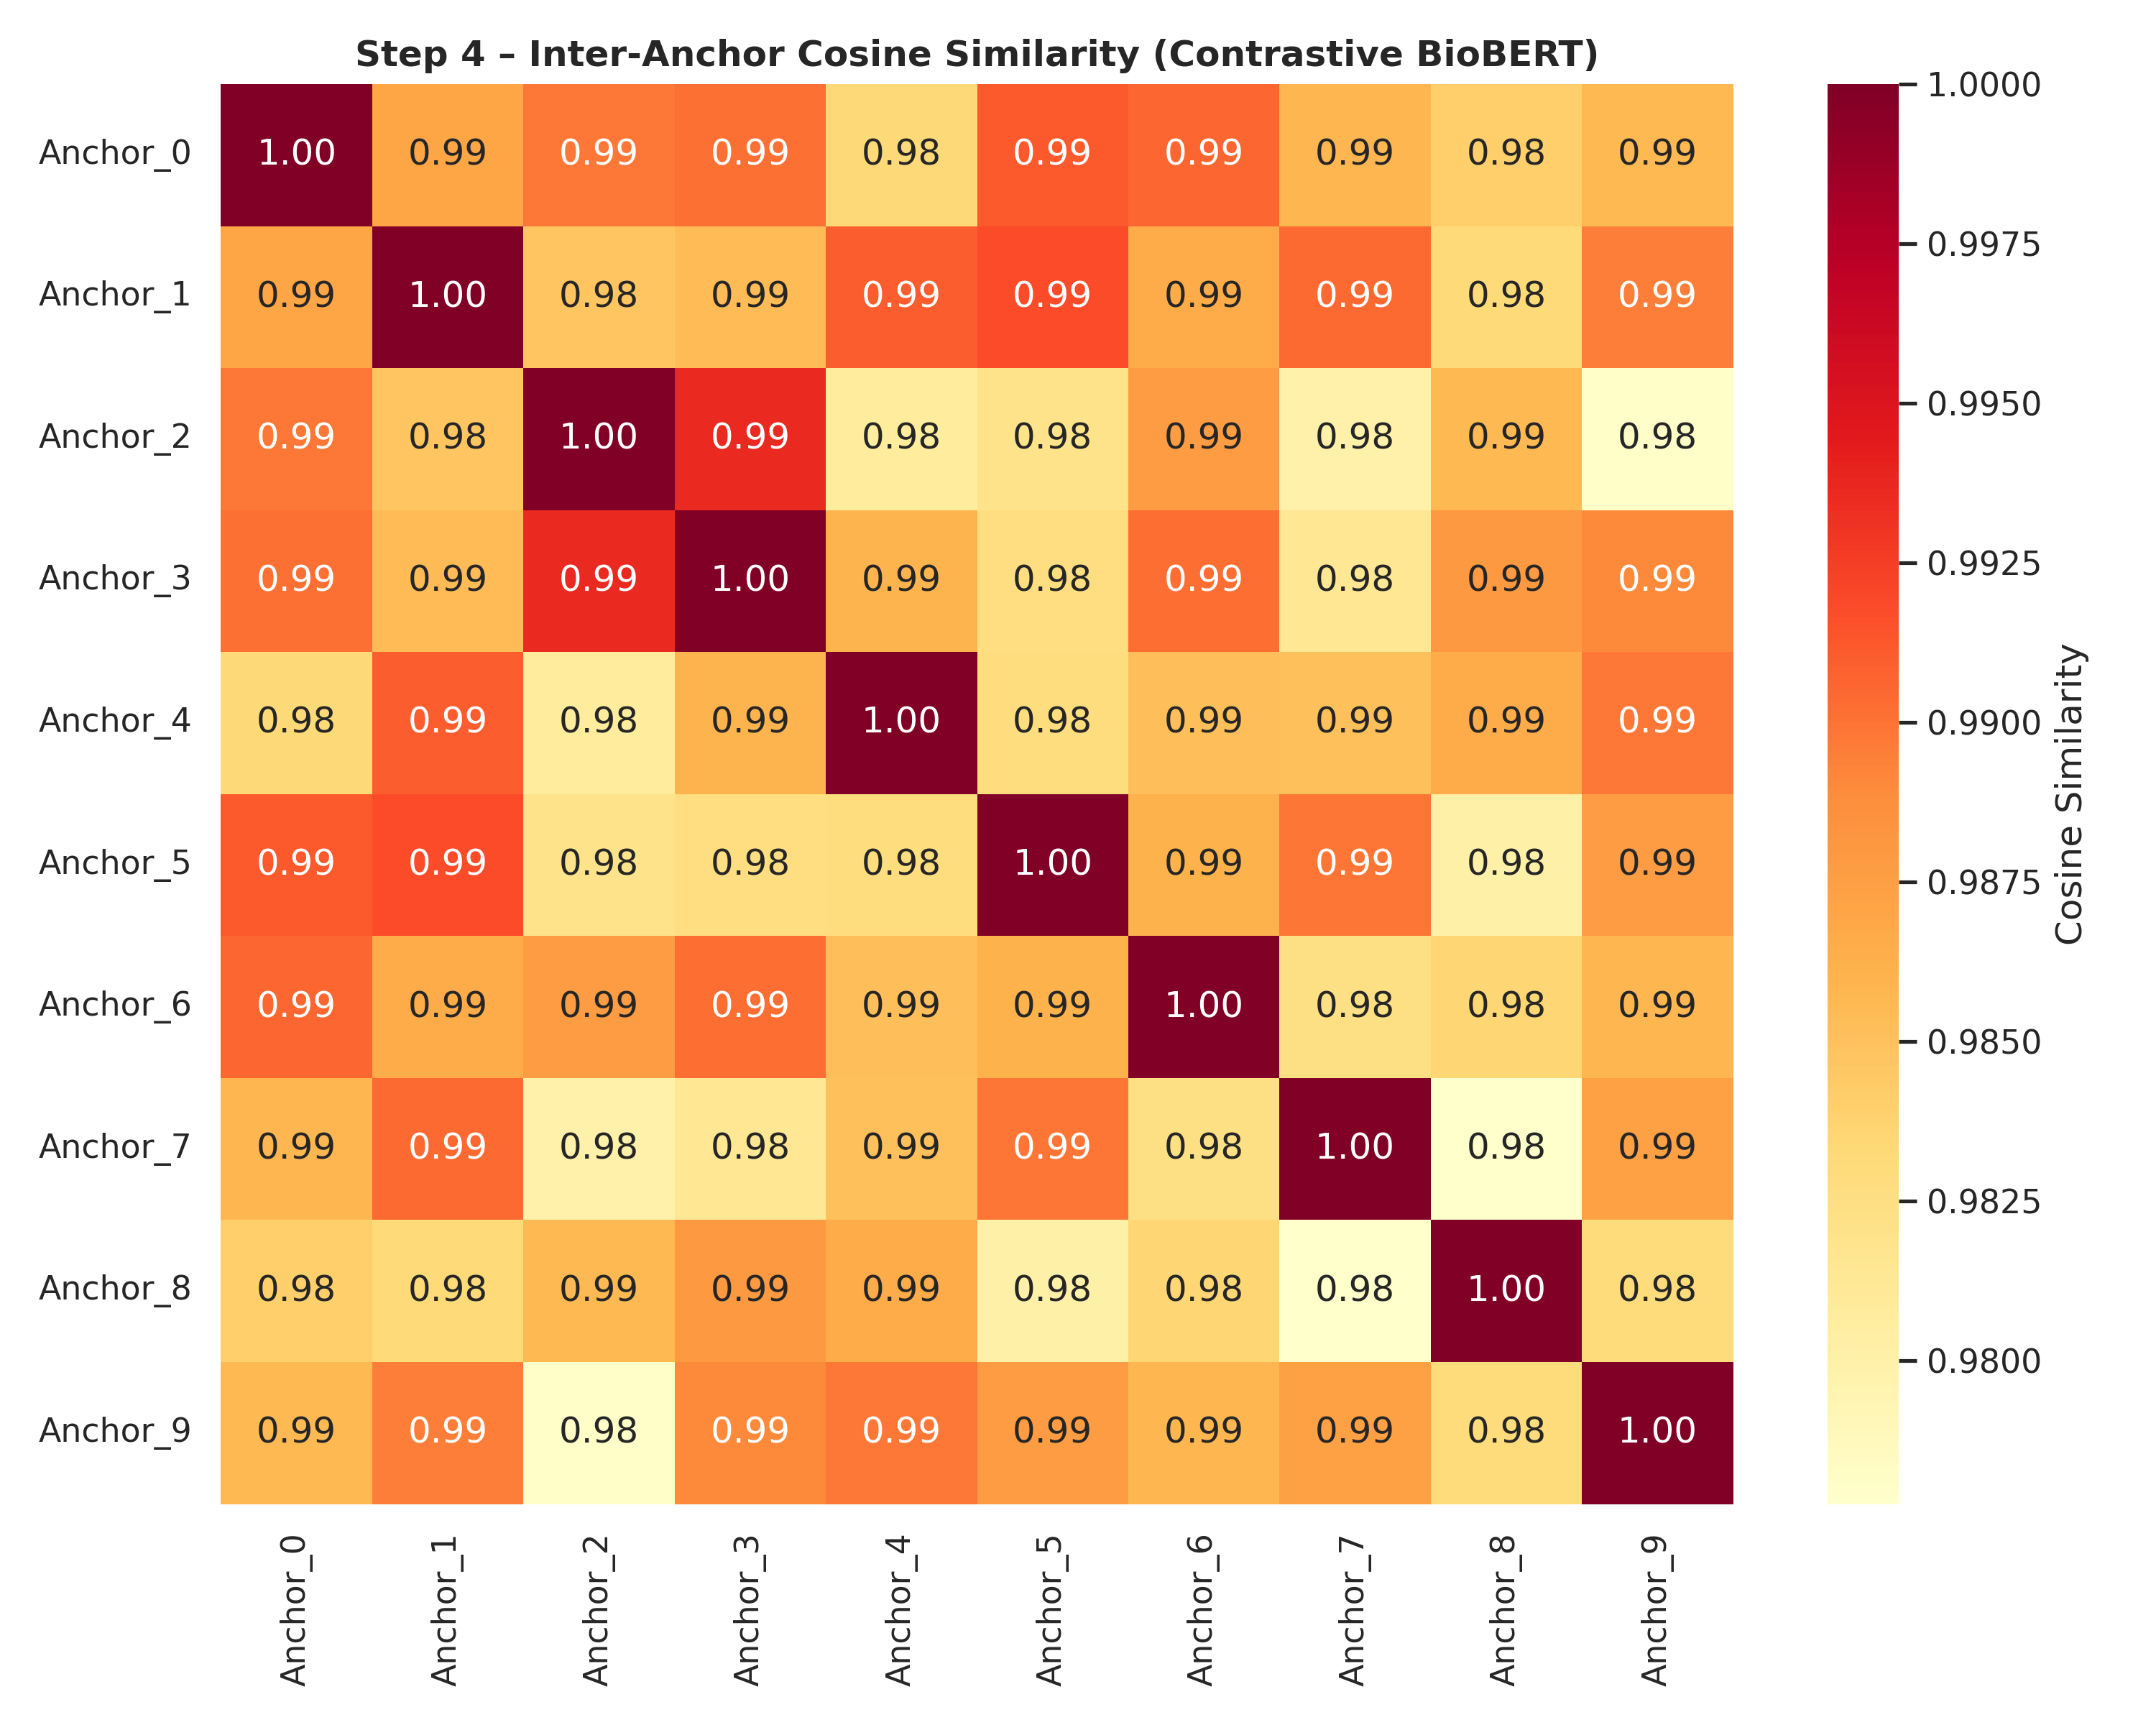 Step 4 – Inter-Anchor Cosine Similarity (Contrastive BioBERT)
Anchor_0 1.00 0.99 0.99 0.99 0.98 0.99 0.99 0.99 0.98 0.99
Anchor_1 0.99 1.00 0.98 0.99 0.99 0.99 0.99 0.99 0.98 0.99
Anchor_2 0.99 0.98 1.00 0.99 0.98 0.98 0.99 0.98 0.99 0.98
Anchor_3 0.99 0.99 0.99 1.00 0.99 0.98 0.99 0.98 0.99 0.99
Anchor_4 0.98 0.99 0.98 0.99 1.00 0.98 0.99 0.99 0.99 0.99
Anchor_5 0.99 0.99 0.98 0.98 0.98 1.00 0.99 0.99 0.98 0.99
Anchor_6 0.99 0.99 0.99 0.99 0.99 0.99 1.00 0.98 0.98 0.99
Anchor_7 0.99 0.99 0.98 0.98 0.99 0.99 0.98 1.00 0.98 0.99
Anchor_8 0.98 0.98 0.99 0.99 0.99 0.98 0.98 0.98 1.00 0.98
Anchor_9 0.99 0.99 0.98 0.99 0.99 0.99 0.99 0.99 0.98 1.00
Anchor_0 Anchor_1 Anchor_2 Anchor_3 Anchor_4 Anchor_5 Anchor_6 Anchor_7 Anchor_8 Anchor_9
1.0000
0.9975
0.9950
0.9925
0.9900
0.9875
0.9850
0.9825
0.9800
Cosine Similarity